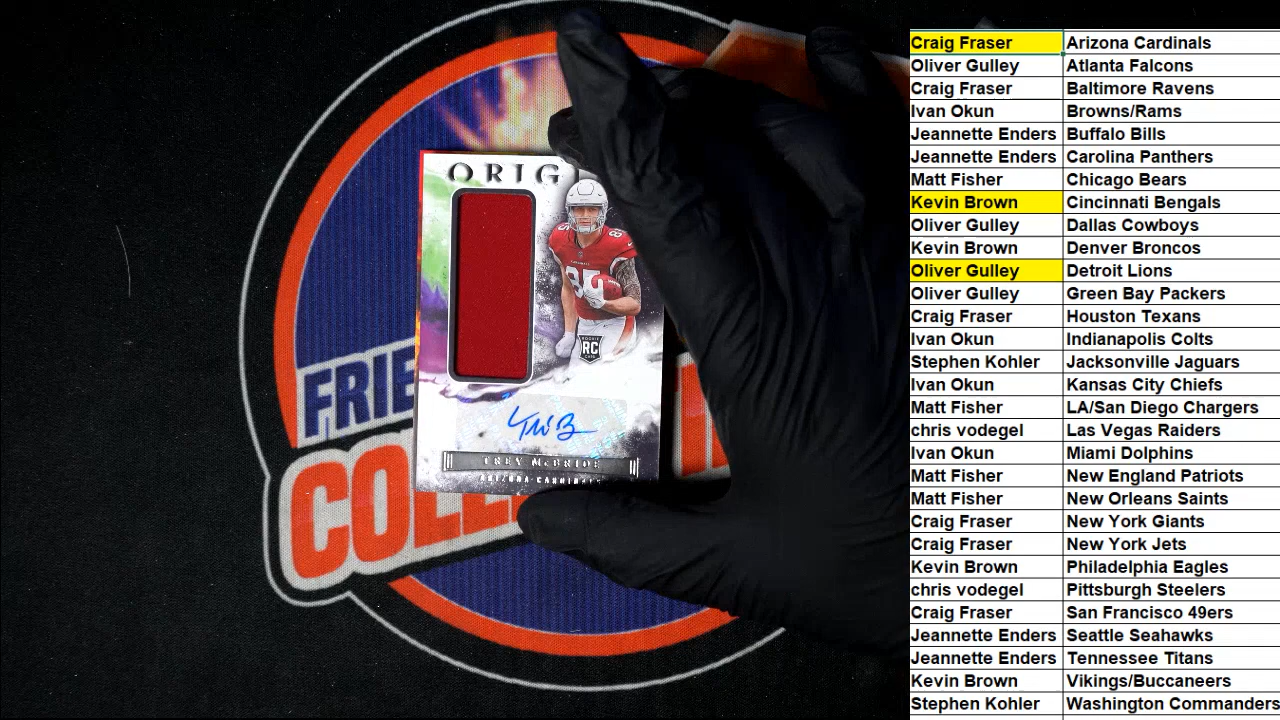 ORIGI
85
85
ROOKIE
RC
CARD
TREY McBRIDE
ARIZONA CARDINALS
FRIE
COLLE
Craig Fraser Arizona Cardinals
Oliver Gulley Atlanta Falcons
Craig Fraser Baltimore Ravens
Ivan Okun Browns/Rams
Jeannette Enders Buffalo Bills
Jeannette Enders Carolina Panthers
Matt Fisher Chicago Bears
Kevin Brown Cincinnati Bengals
Oliver Gulley Dallas Cowboys
Kevin Brown Denver Broncos
Oliver Gulley Detroit Lions
Oliver Gulley Green Bay Packers
Craig Fraser Houston Texans
Ivan Okun Indianapolis Colts
Stephen Kohler Jacksonville Jaguars
Ivan Okun Kansas City Chiefs
Matt Fisher LA/San Diego Chargers
chris vodegel Las Vegas Raiders
Ivan Okun Miami Dolphins
Matt Fisher New England Patriots
Matt Fisher New Orleans Saints
Craig Fraser New York Giants
Craig Fraser New York Jets
Kevin Brown Philadelphia Eagles
chris vodegel Pittsburgh Steelers
Craig Fraser San Francisco 49ers
Jeannette Enders Seattle Seahawks
Jeannette Enders Tennessee Titans
Kevin Brown Vikings/Buccaneers
Stephen Kohler Washington Commanders